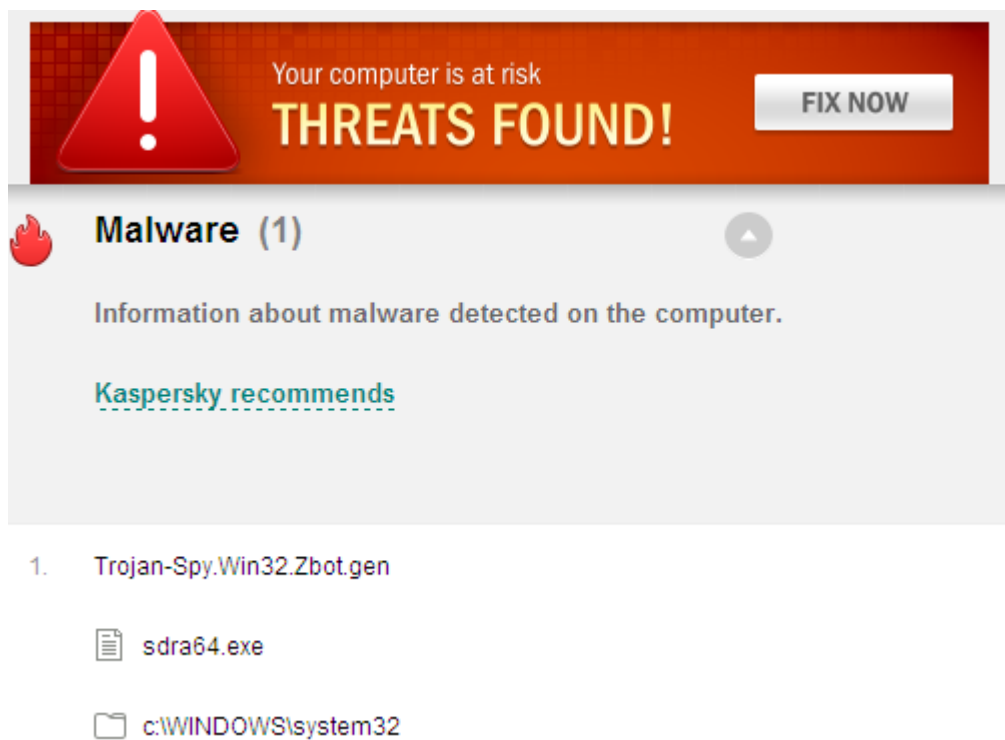 Your computer is at risk
THREATS FOUND!
FIX NOW
Malware (1)
Information about malware detected on the computer.
Kaspersky recommends
1. Trojan-Spy.Win32.Zbot.gen
sdra64.exe
c:\WINDOWS\system32